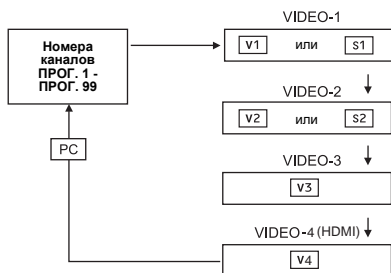 VIDEO-1
Номера
каналов
ПРОГ. 1 -
ПРОГ. 99
V1 или S1
VIDEO-2
V2 или S2
PC
VIDEO-3
V3
VIDEO-4 (HDMI)
V4